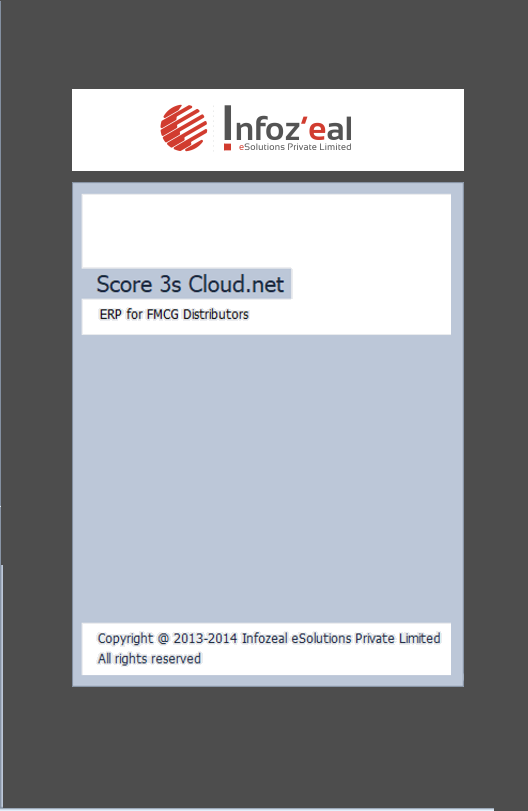 Infoz'eal
eSolutions Private Limited
Score 3s Cloud.net
ERP for FMCG Distributors
Copyright @ 2013-2014 Infozeal eSolutions Private Limited
All rights reserved